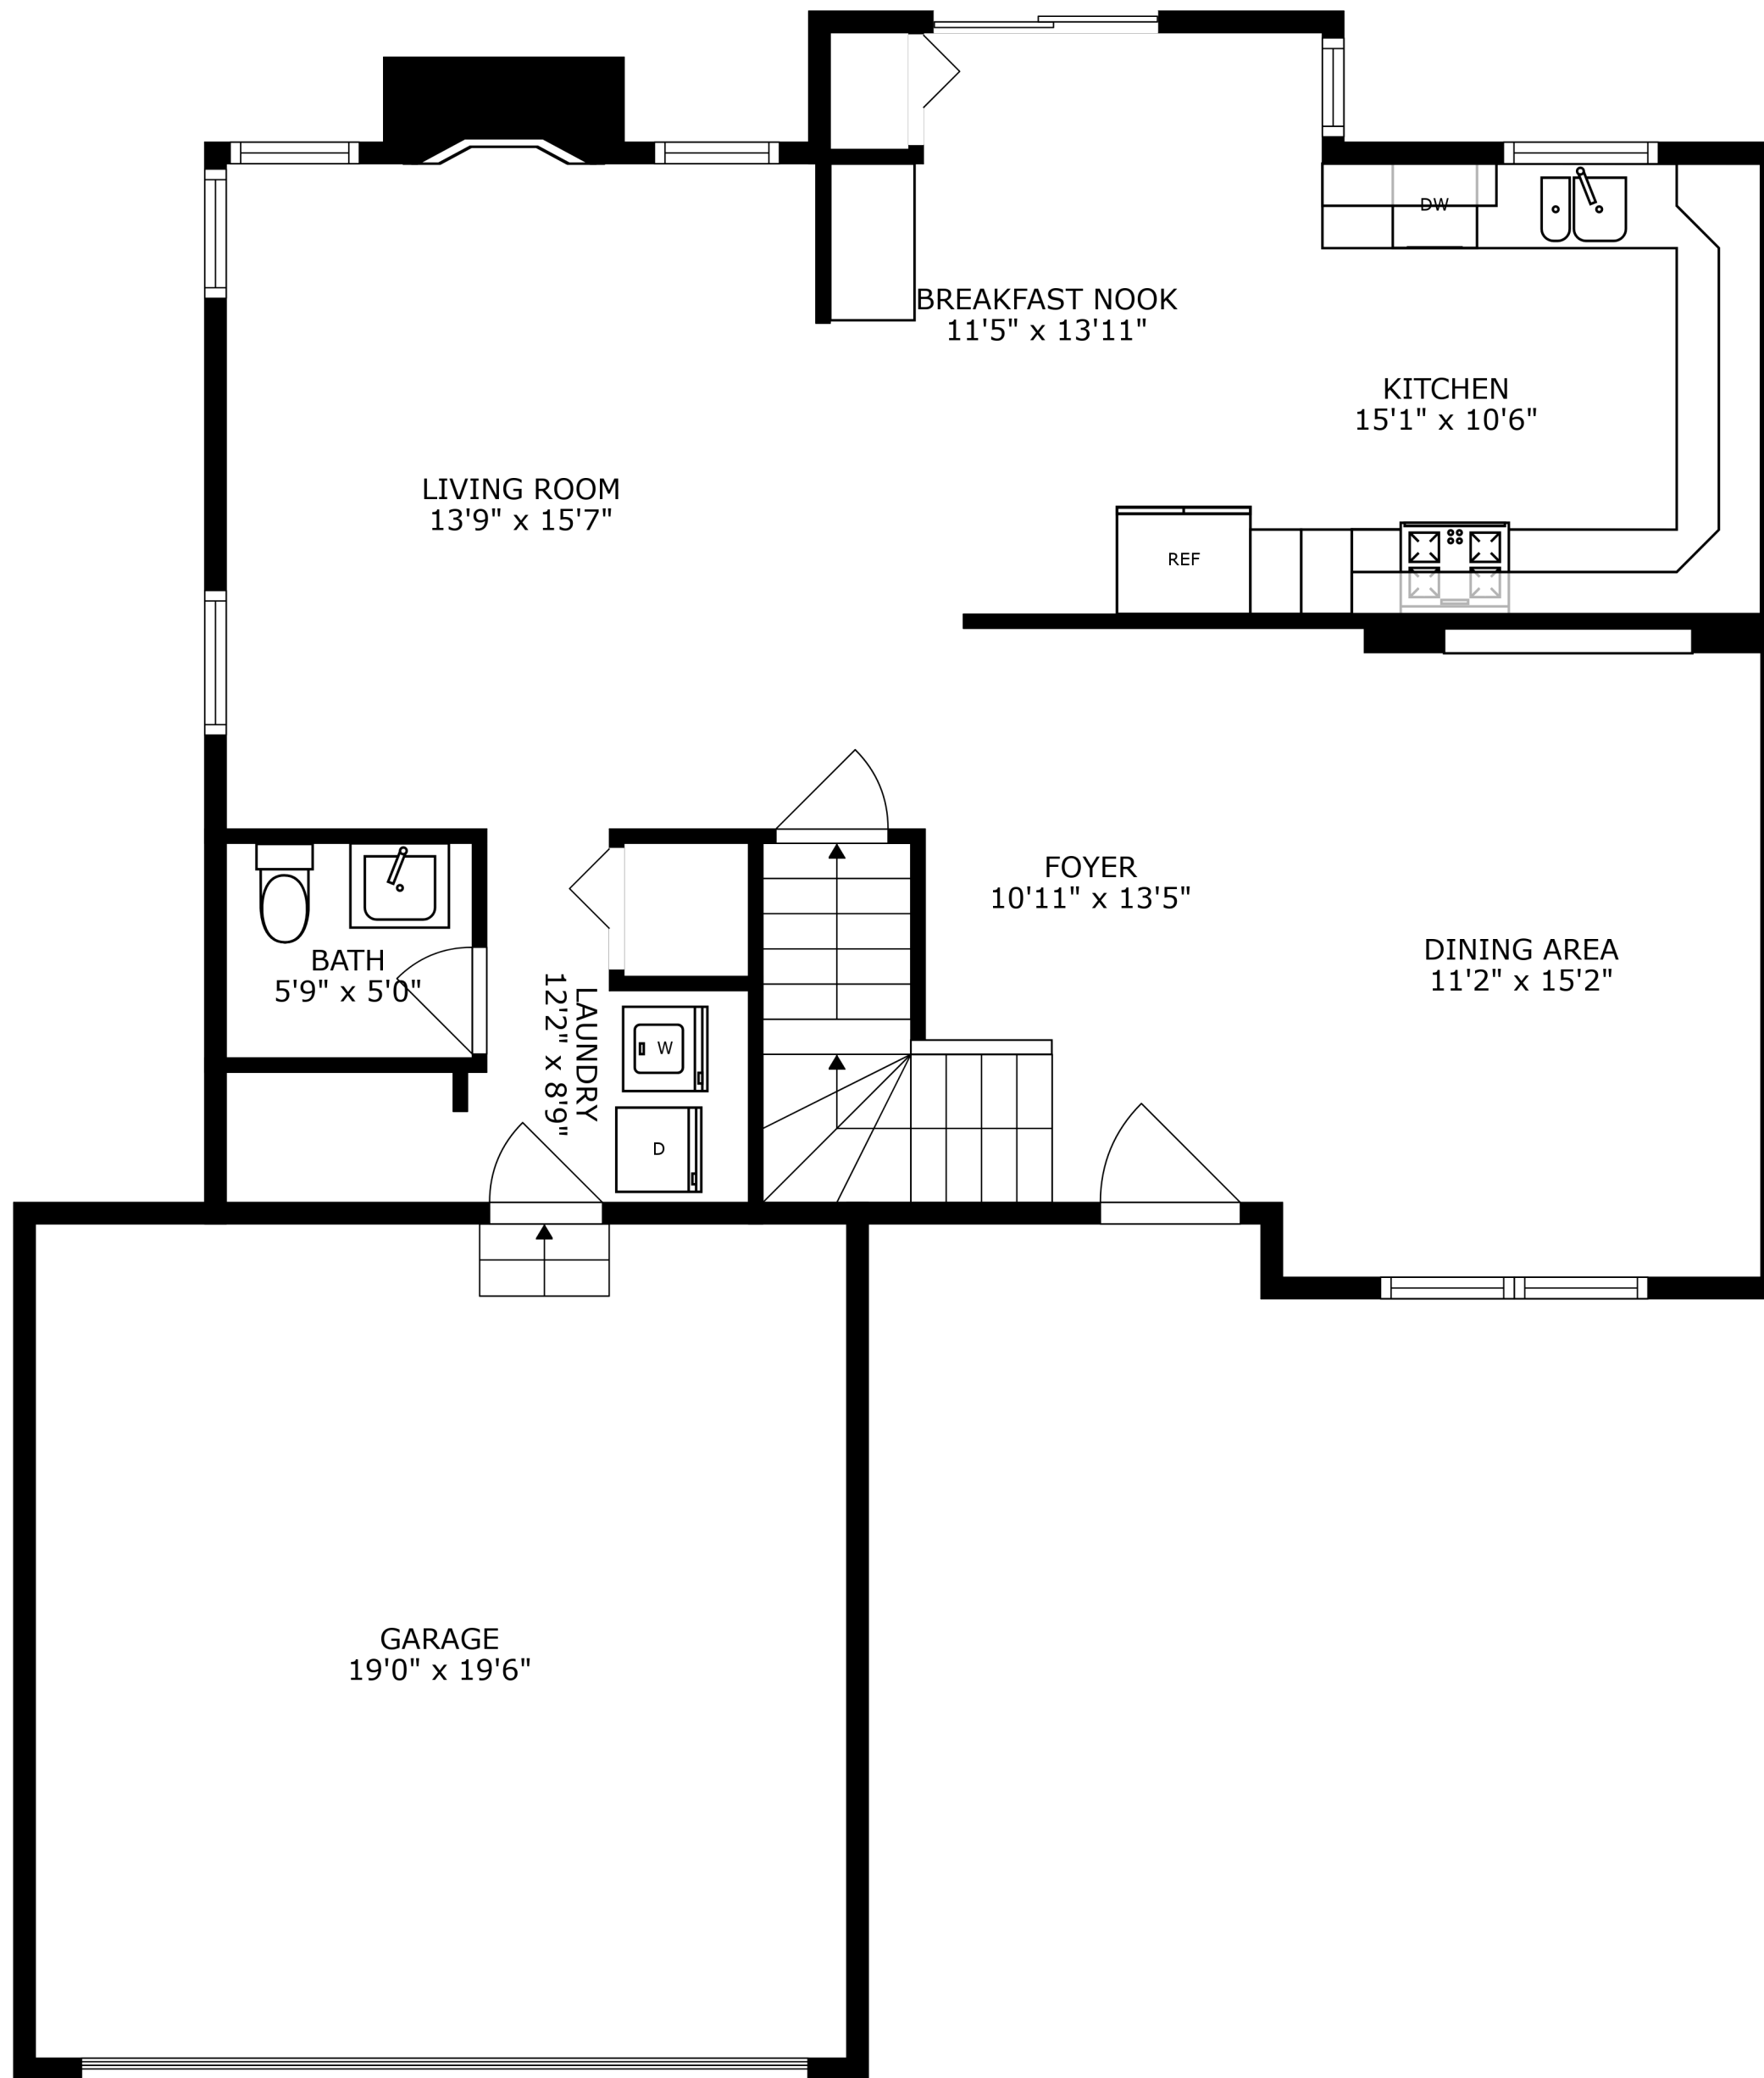 DW
BREAKFAST NOOK
11'5" x 13'11"
KITCHEN
15'1" x 10'6"
LIVING ROOM
13'9" x 15'7"
REF
FOYER
10'11" x 13'5"
DINING AREA
11'2" x 15'2"
BATH
5'9" x 5'0"
LAUNDRY
12'2" x 8'9"
W
D
GARAGE
19'0" x 19'6"